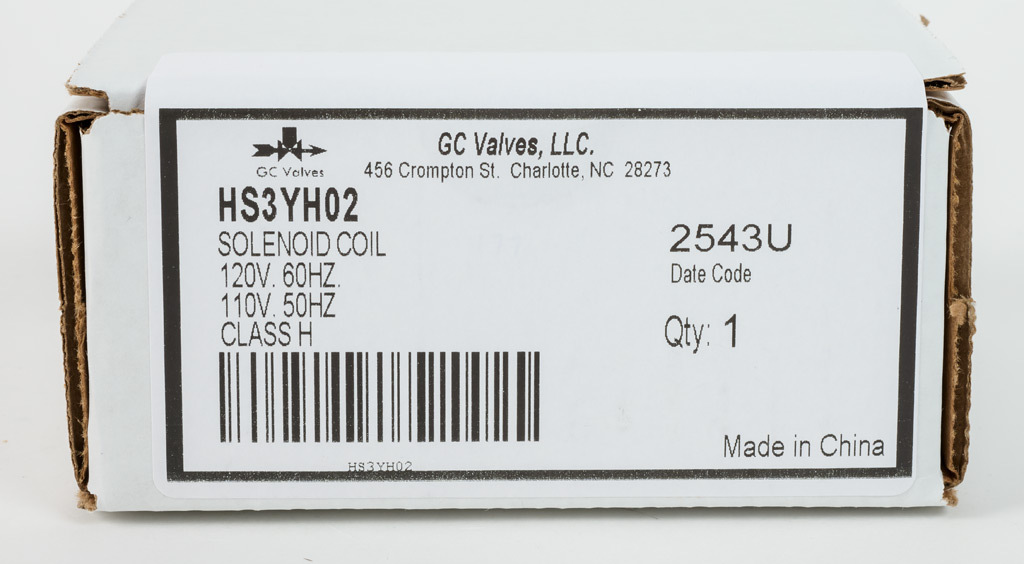 GC Valves
GC Valves, LLC.
456 Crompton St. Charlotte, NC 28273
HS3YH02
SOLENOID COIL
120V. 60HZ.
110V. 50HZ
CLASS H
HS3YH02
2543U
Date Code
Qty: 1
Made in China